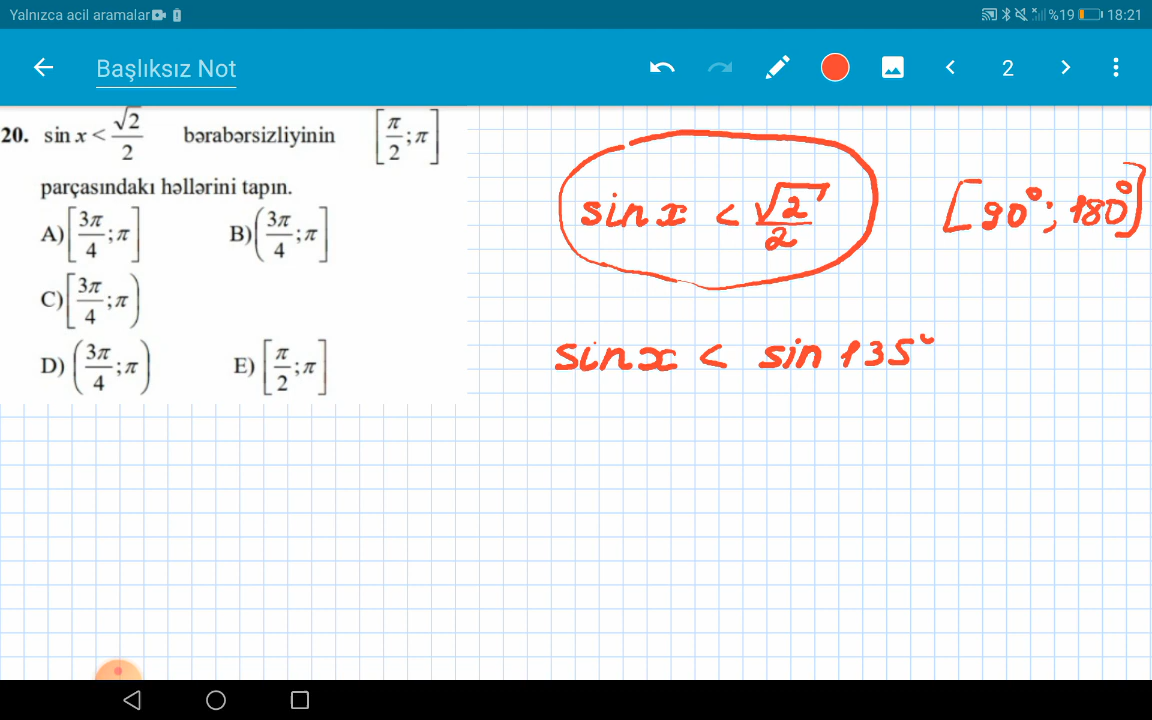 Yalnızca acil aramalar %19 18:21
Başlıksız Not 2
20. sin x < √2/2 bərabərsizliyinin [π/2 ; π]
parçasındakı həllərini tapın.
A) [3π/4 ; π] B) (3π/4 ; π]
C) [3π/4 ; π)
D) (3π/4 ; π) E) [π/2 ; π]
sin x < √2/2 [90°; 180°]
sin x < sin 135°